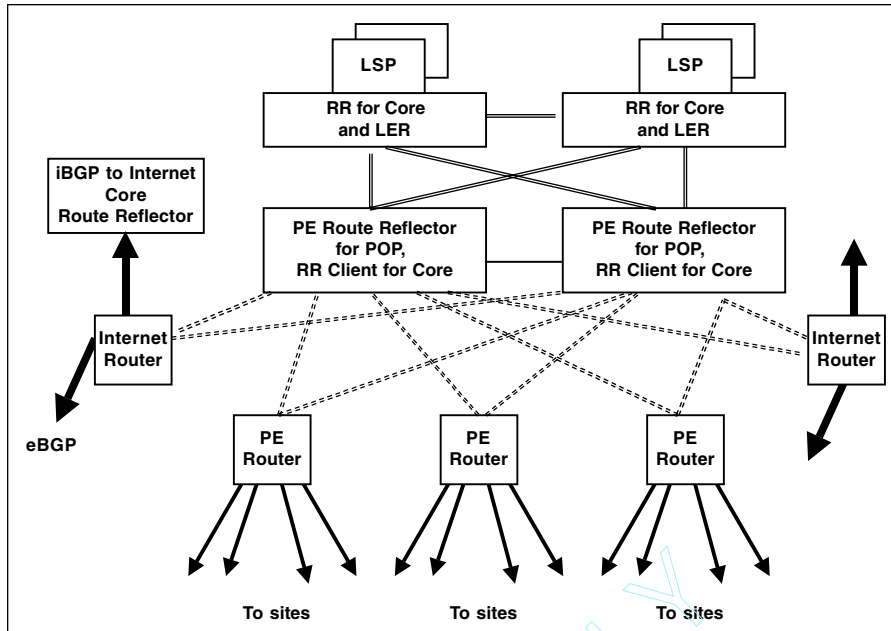 LSP
LSP
RR for Core
and LER
RR for Core
and LER
iBGP to Internet
Core
Route Reflector
PE Route Reflector
for POP,
RR Client for Core
PE Route Reflector
for POP,
RR Client for Core
Internet
Router
Internet
Router
eBGP
PE
Router
PE
Router
PE
Router
To sites
To sites
To sites